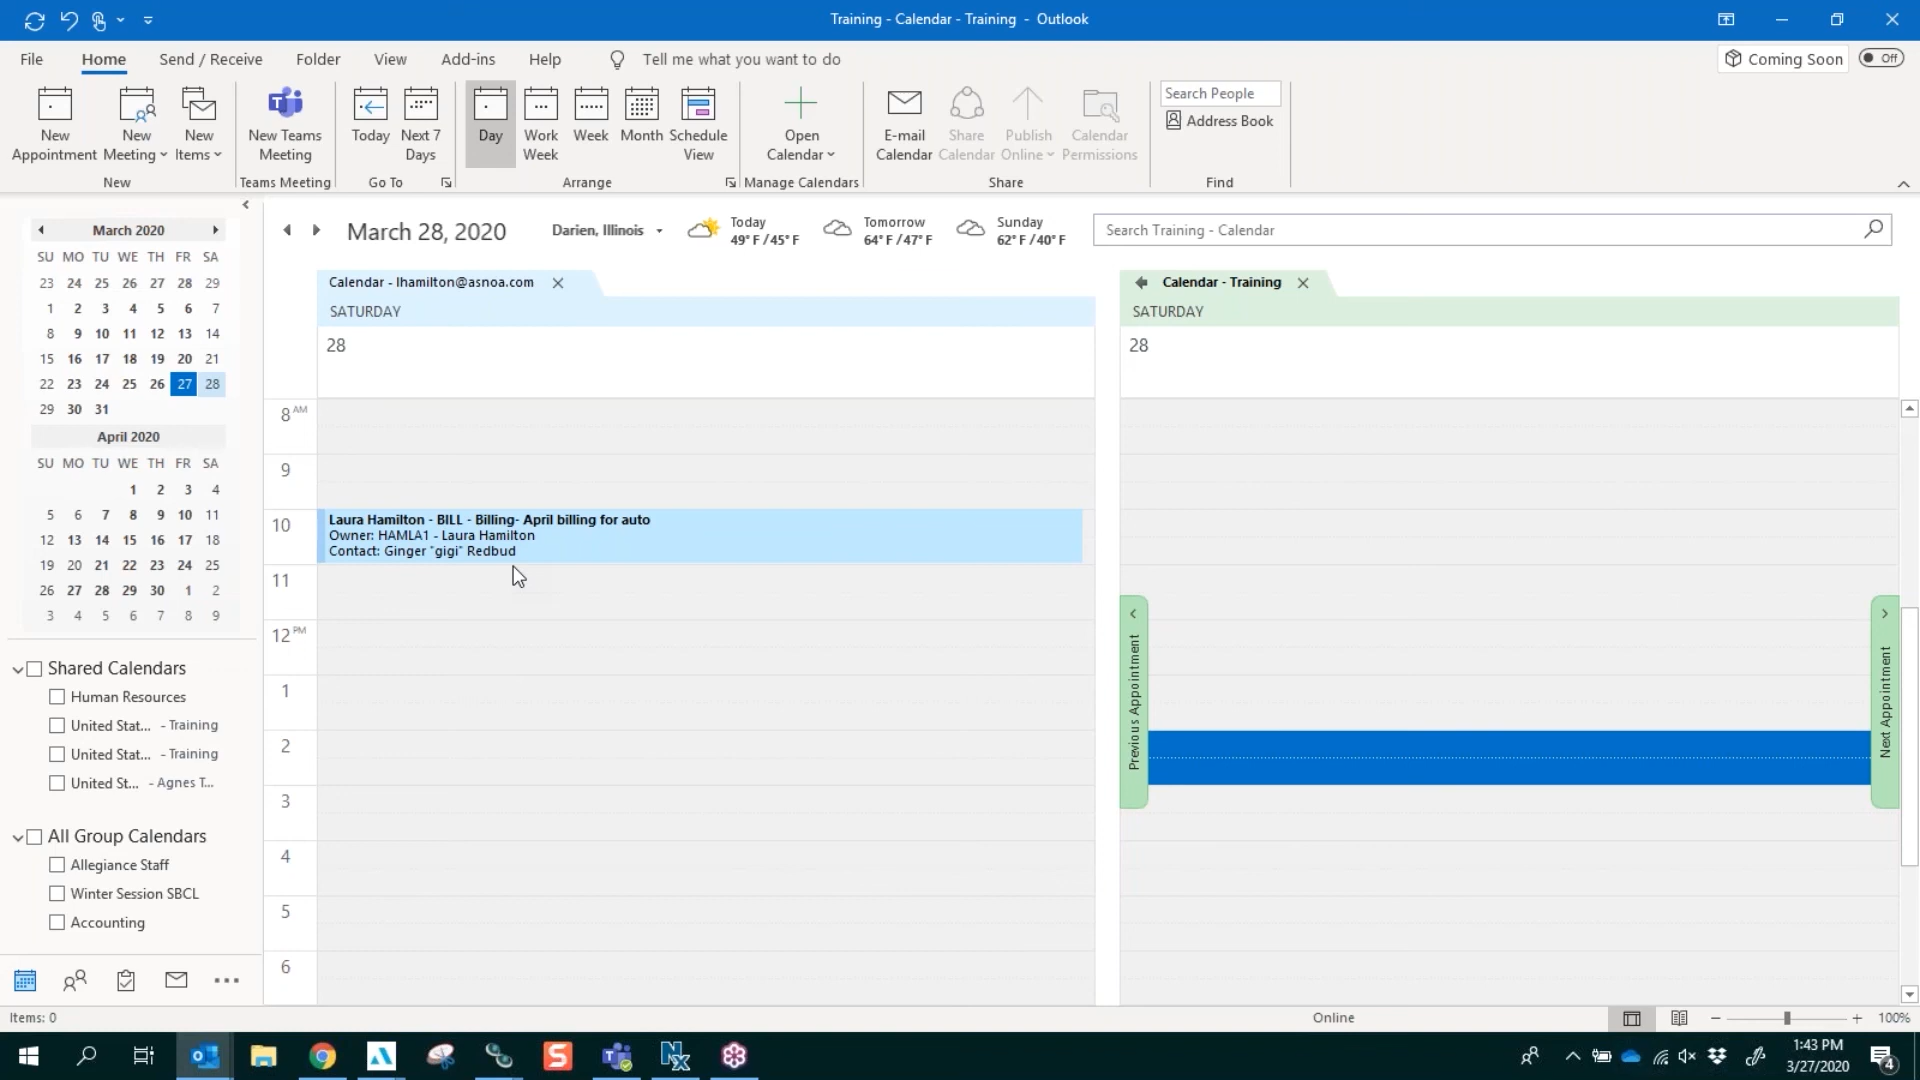 Training - Calendar - Training - Outlook
File Home Send / Receive Folder View Add-ins Help Tell me what you want to do
Coming Soon Off
New Appointment
New Meeting
New Items
New
New Teams Meeting
Teams Meeting
Today
Next 7 Days
Go To
Day
Work Week
Week
Month
Schedule View
Arrange
Open Calendar
Manage Calendars
E-mail Calendar
Share Calendar
Publish Online
Calendar Permissions
Share
Search People
Address Book
Find
March 2020
SU MO TU WE TH FR SA
23 24 25 26 27 28 29
1 2 3 4 5 6 7
8 9 10 11 12 13 14
15 16 17 18 19 20 21
22 23 24 25 26 27 28
29 30 31
April 2020
SU MO TU WE TH FR SA
1 2 3 4
5 6 7 8 9 10 11
12 13 14 15 16 17 18
19 20 21 22 23 24 25
26 27 28 29 30 1 2
3 4 5 6 7 8 9
Shared Calendars
Human Resources
United Stat... - Training
United Stat... - Training
United St... - Agnes T...
All Group Calendars
Allegiance Staff
Winter Session SBCL
Accounting
March 28, 2020
Darien, Illinois
Today
49° F /45° F
Tomorrow
64° F /47° F
Sunday
62° F /40° F
Search Training - Calendar
Calendar - lhamilton@asnoa.com
SATURDAY
28
Calendar - Training
SATURDAY
28
8 AM
9
10
11
12 PM
1
2
3
4
5
6
Laura Hamilton - BILL - Billing- April billing for auto
Owner: HAMLA1 - Laura Hamilton
Contact: Ginger "gigi" Redbud
Previous Appointment
Next Appointment
Items: 0
Online
100%
1:43 PM
3/27/2020
4